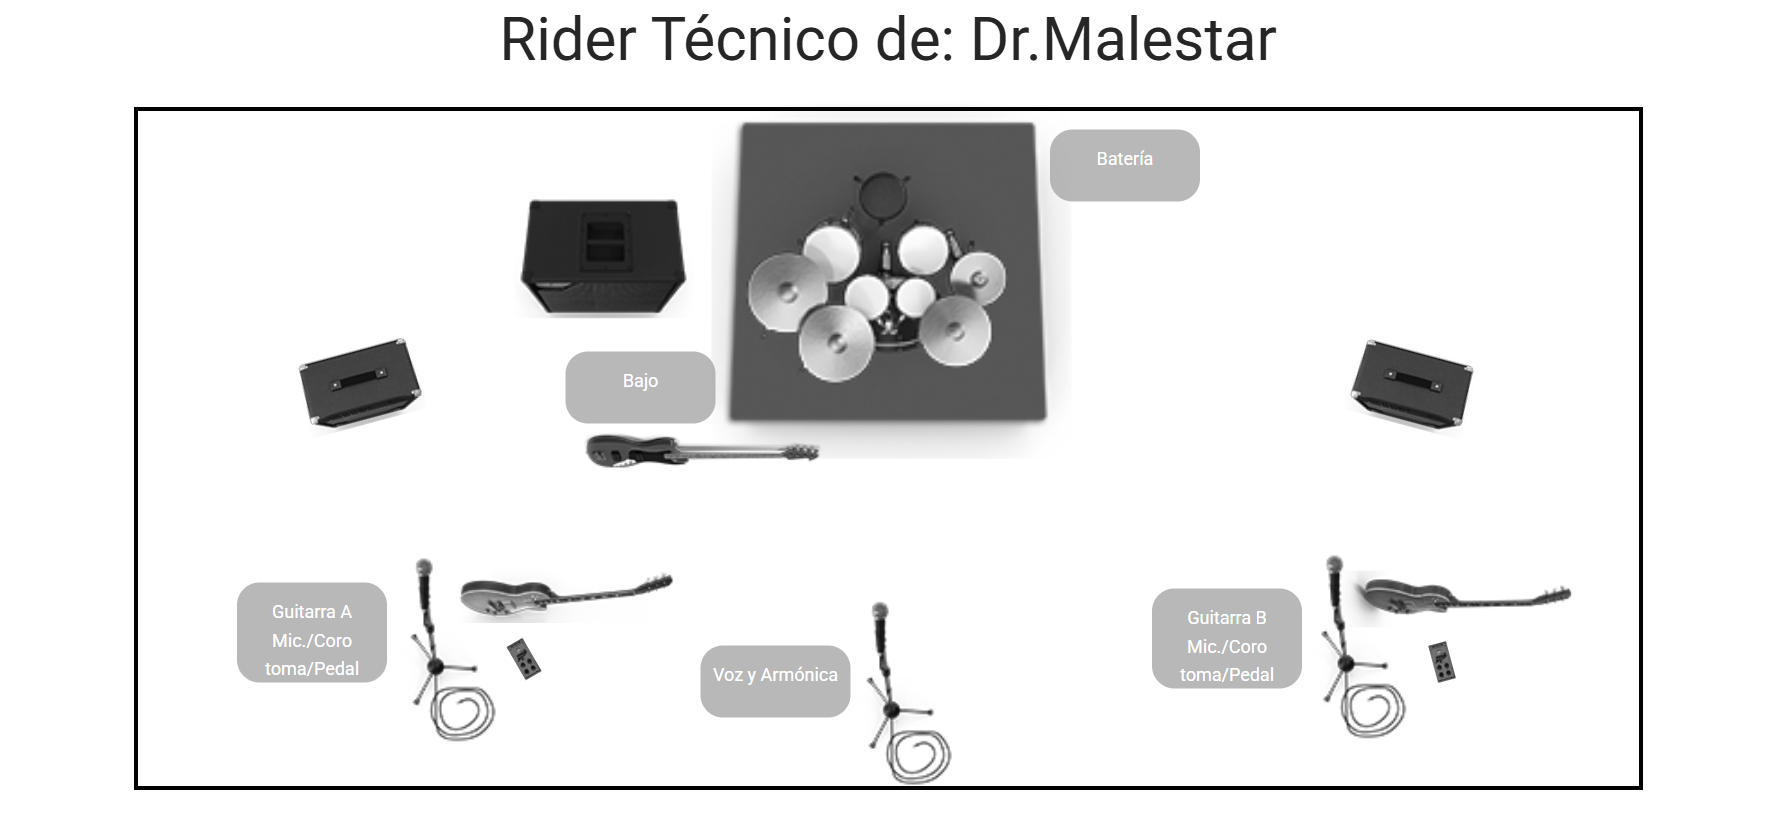 Rider Técnico de: Dr.Malestar
Batería
Bajo
Guitarra A
Mic./Coro
toma/Pedal
Voz y Armónica
Guitarra B
Mic./Coro
toma/Pedal